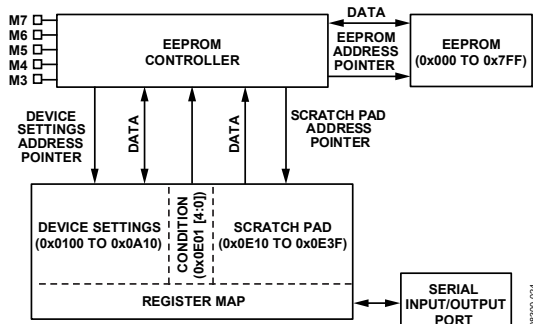 M7
M6
M5
M4
M3
EEPROM
CONTROLLER
DATA
EEPROM
ADDRESS
POINTER
EEPROM
(0x000 TO 0x7FF)
DEVICE
SETTINGS
ADDRESS
POINTER
DATA
DATA
SCRATCH PAD
ADDRESS
POINTER
DEVICE SETTINGS
(0x0100 TO 0x0A10)
CONDITION
(0x0E01 [4:0])
SCRATCH PAD
(0x0E10 TO 0x0E3F)
REGISTER MAP
SERIAL
INPUT/OUTPUT
PORT